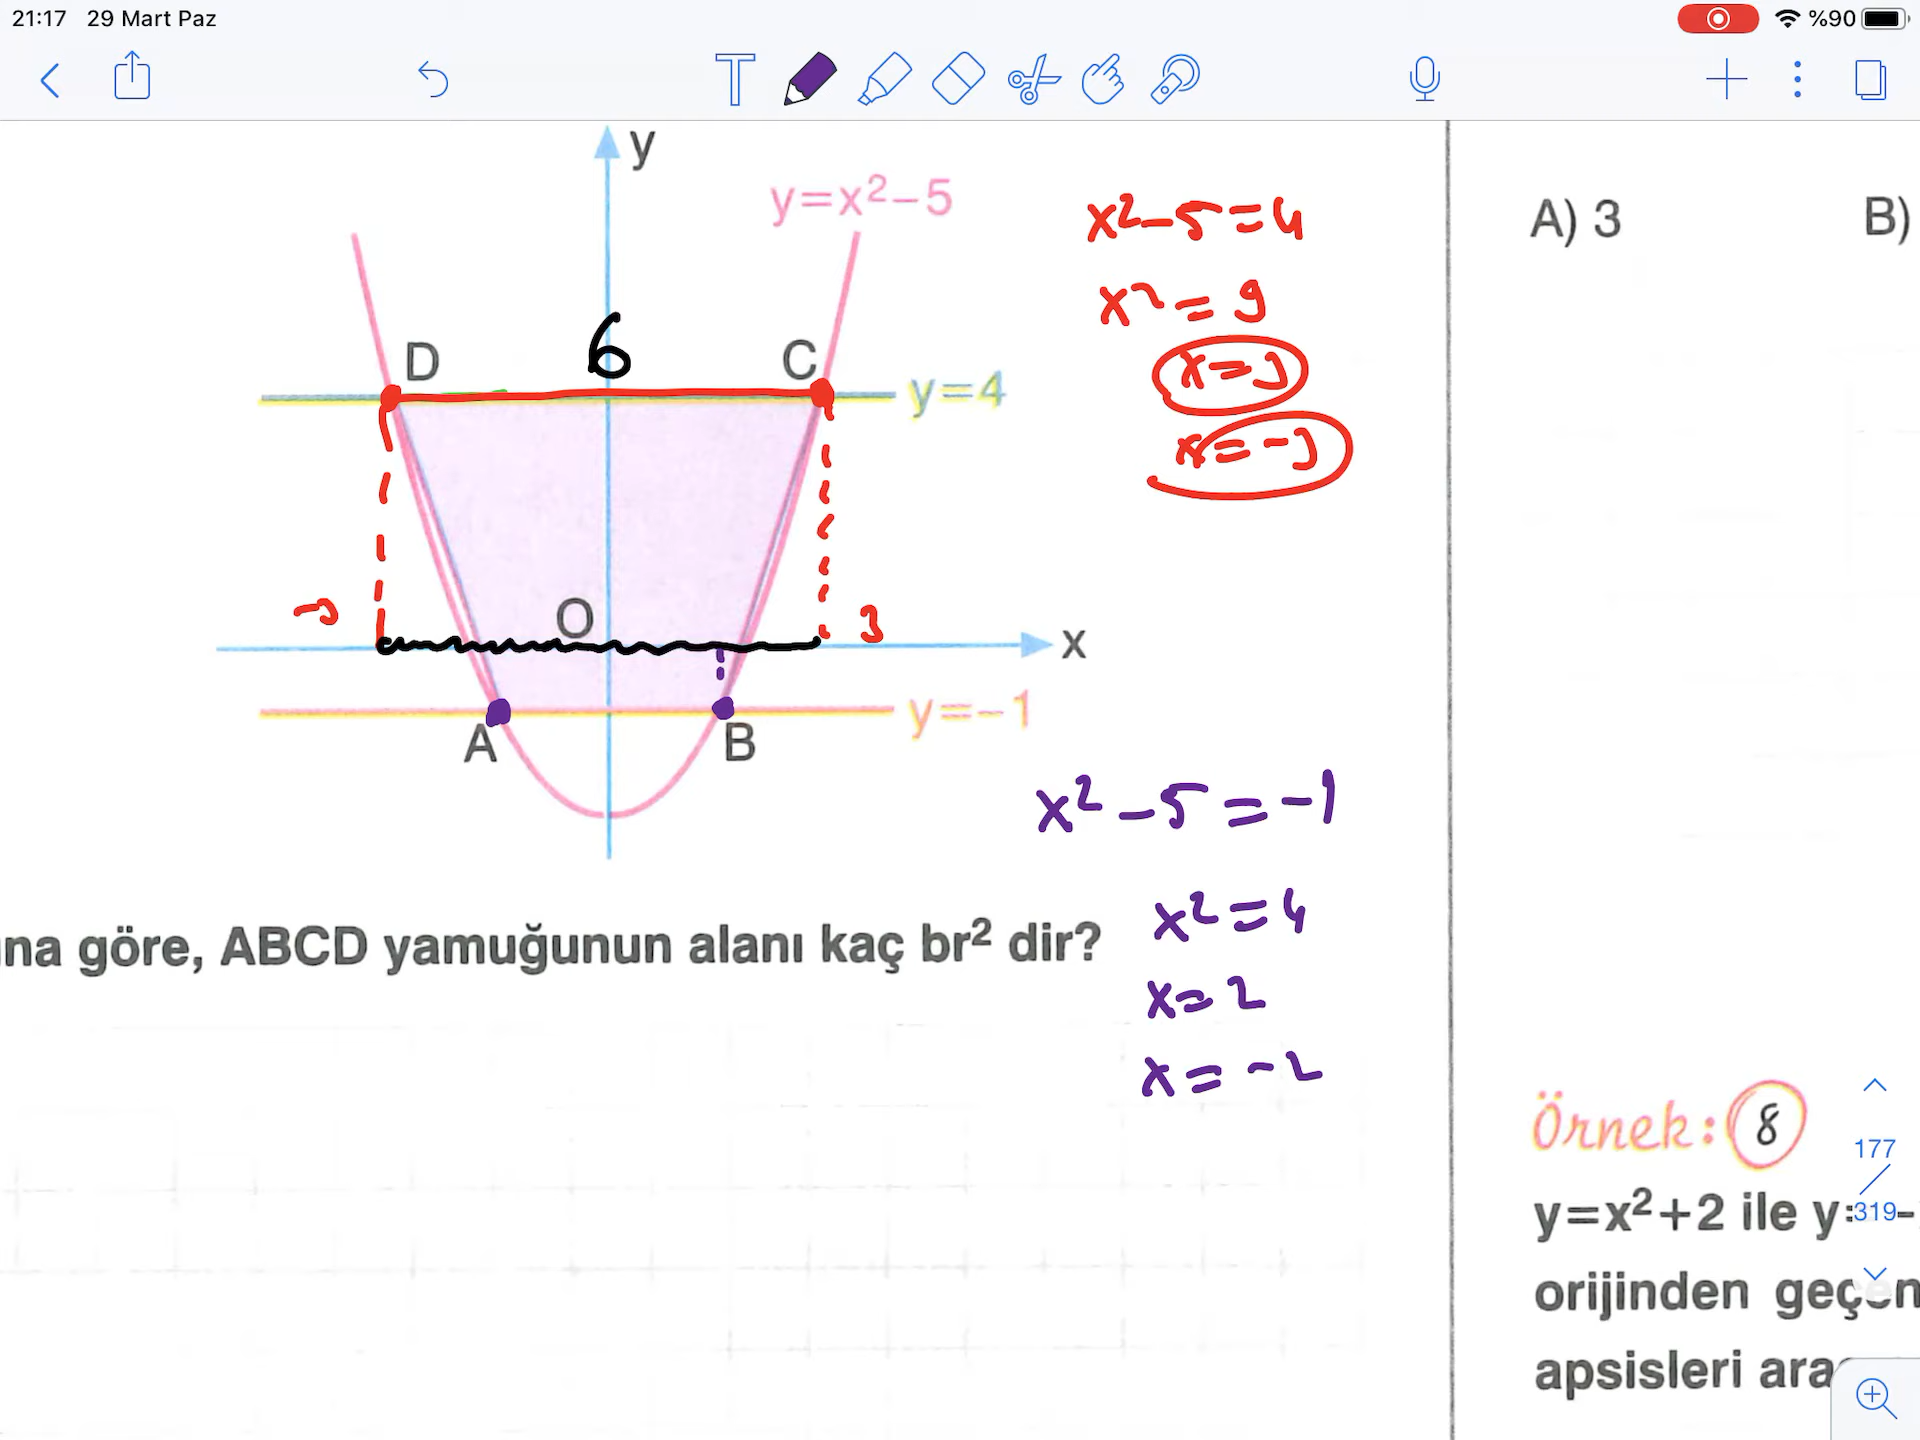 21:17 29 Mart Paz %90
y
y=x²-5
x²-5=4
A) 3 B)
x²=9
6
D C
x=3
y=4
x=-3
O
-3 3
x
y=-1
A B
x²-5=-1
x²=4
una göre, ABCD yamuğunun alanı kaç br² dir?
x=2
x=-2
Örnek: 8
177
319
y=x²+2 ile y=-
orijinden geçen
apsisleri ara